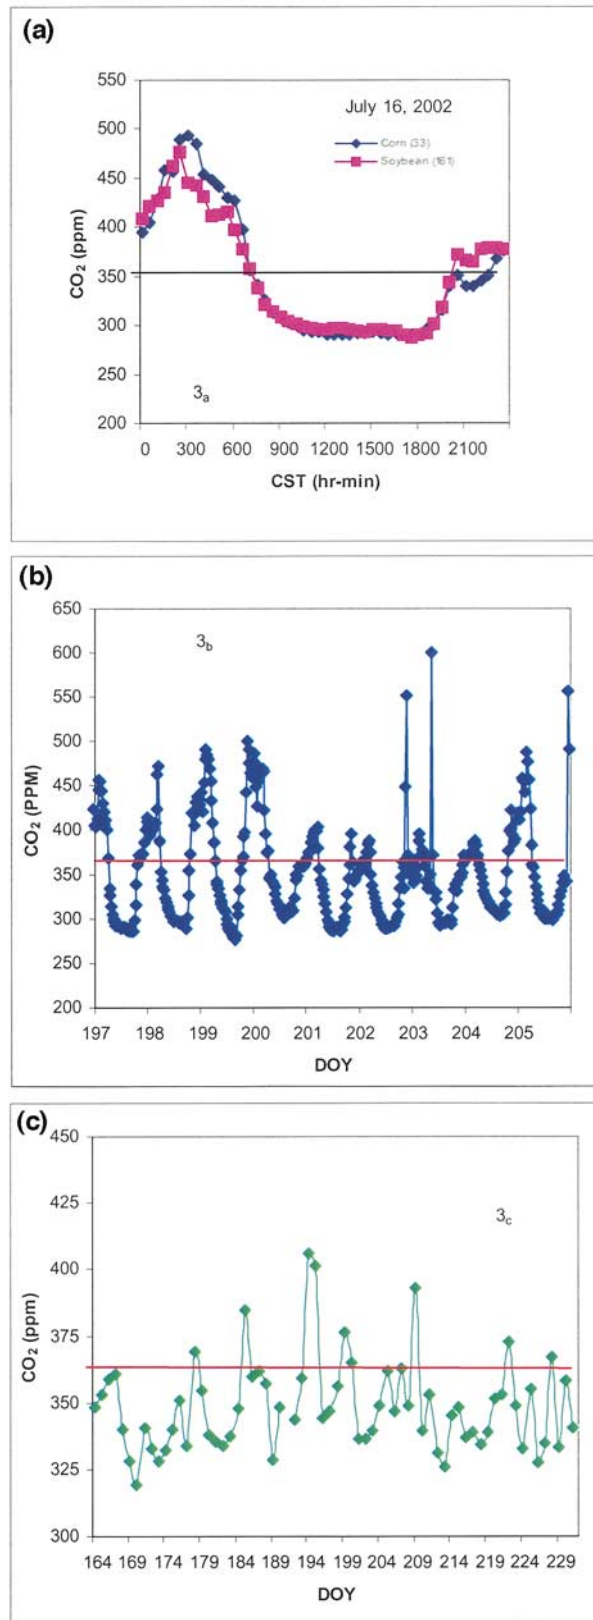 (a)
550
500
450
400
350
300
250
200
CO₂ (ppm)
July 16, 2002
Corn (33)
Soybean (161)
3a
0 300 600 900 1200 1500 1800 2100
CST (hr-min)
(b)
650
600
550
500
450
400
350
300
250
200
CO₂ (PPM)
3b
197 198 199 200 201 202 203 204 205
DOY
(c)
450
425
400
375
350
325
300
CO₂ (ppm)
3c
164 169 174 179 184 189 194 199 204 209 214 219 224 229
DOY